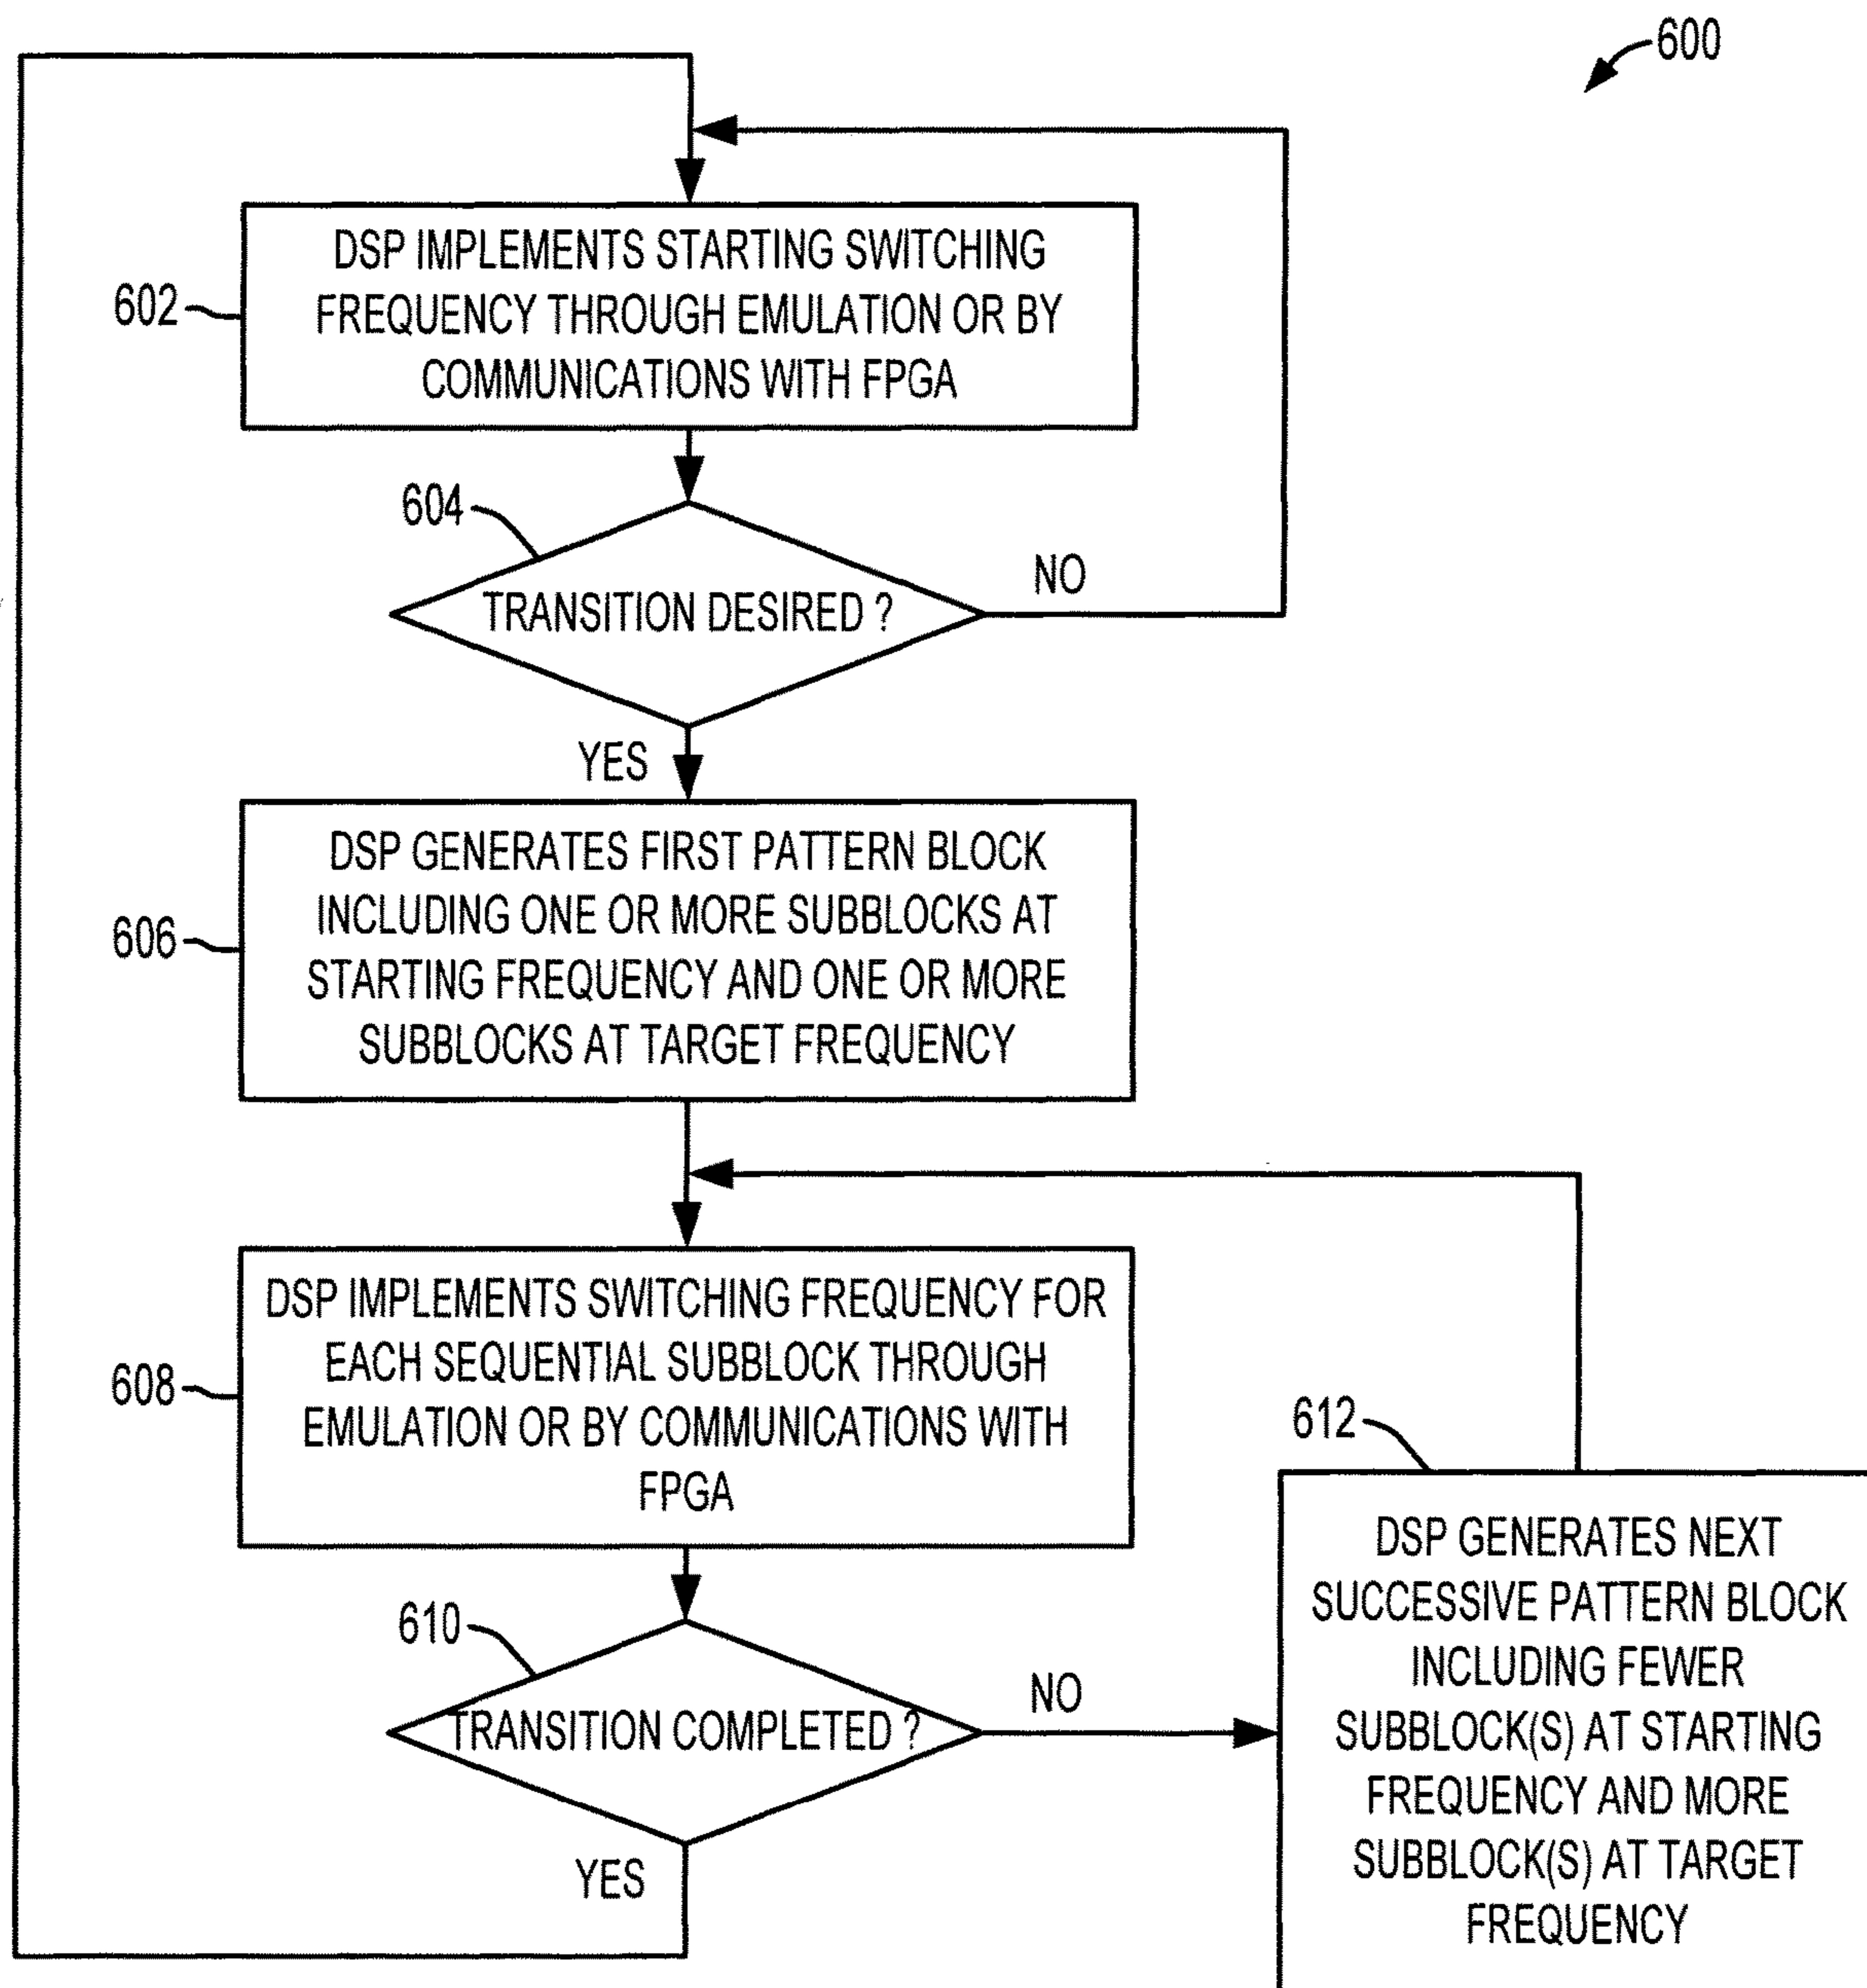 600
602
DSP IMPLEMENTS STARTING SWITCHING
FREQUENCY THROUGH EMULATION OR BY
COMMUNICATIONS WITH FPGA
604
TRANSITION DESIRED ?
NO
YES
606
DSP GENERATES FIRST PATTERN BLOCK
INCLUDING ONE OR MORE SUBBLOCKS AT
STARTING FREQUENCY AND ONE OR MORE
SUBBLOCKS AT TARGET FREQUENCY
608
DSP IMPLEMENTS SWITCHING FREQUENCY FOR
EACH SEQUENTIAL SUBBLOCK THROUGH
EMULATION OR BY COMMUNICATIONS WITH
FPGA
610
TRANSITION COMPLETED ?
NO
YES
612
DSP GENERATES NEXT
SUCCESSIVE PATTERN BLOCK
INCLUDING FEWER
SUBBLOCK(S) AT STARTING
FREQUENCY AND MORE
SUBBLOCK(S) AT TARGET
FREQUENCY